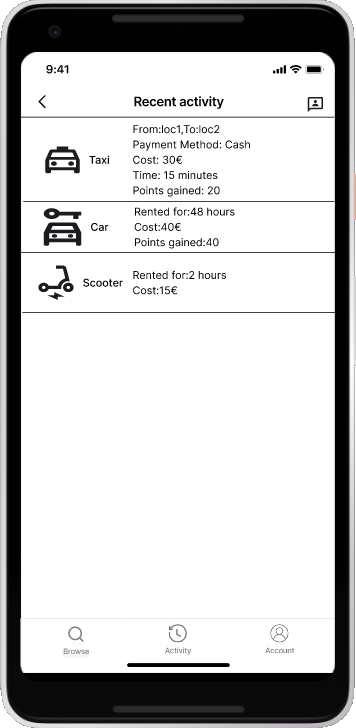 9:41
Recent activity
Taxi
From:loc1,To:loc2
Payment Method: Cash
Cost: 30€
Time: 15 minutes
Points gained: 20
Car
Rented for:48 hours
Cost:40€
Points gained:40
Scooter
Rented for:2 hours
Cost:15€
Browse
Activity
Account